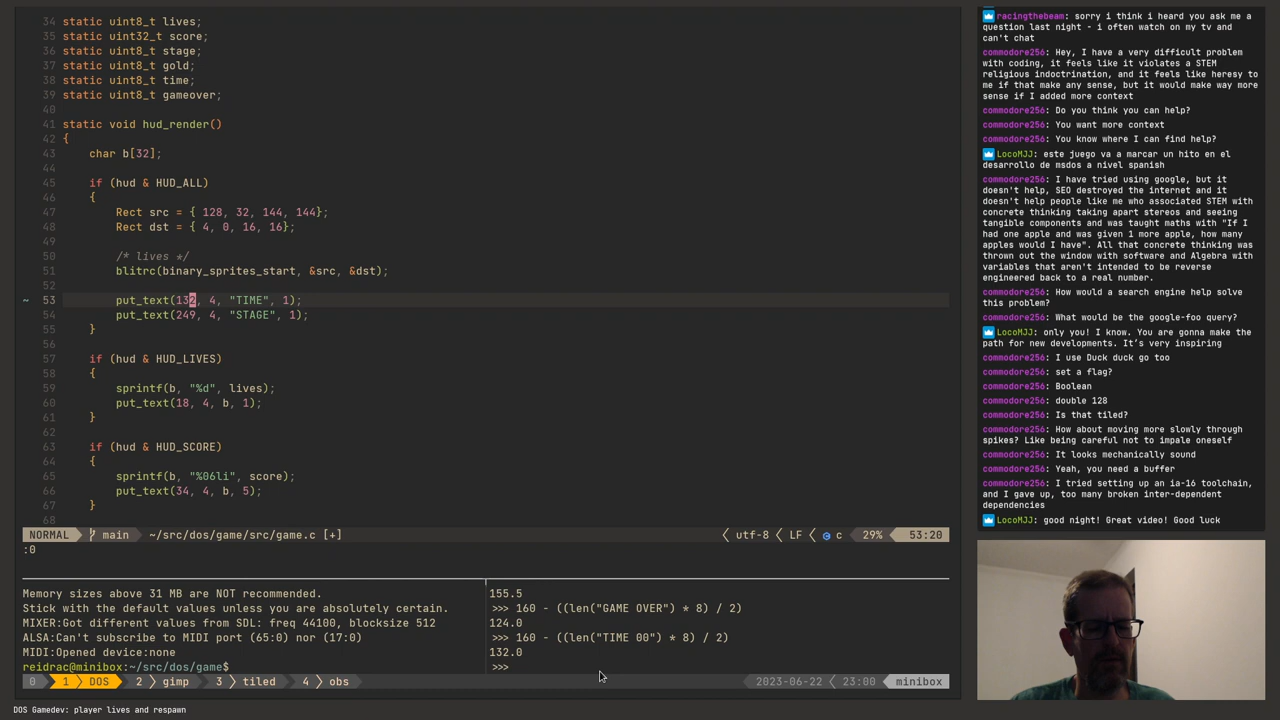 34 static uint8_t lives;
35 static uint32_t score;
36 static uint8_t stage;
37 static uint8_t gold;
38 static uint8_t time;
39 static uint8_t gameover;
40
41 static void hud_render()
42 {
43 char b[32];
44
45 if (hud & HUD_ALL)
46 {
47 Rect src = { 128, 32, 144, 144};
48 Rect dst = { 4, 0, 16, 16};
49
50 /* lives */
51 blitrc(binary_sprites_start, &src, &dst);
52
~ 53 put_text(132, 4, "TIME", 1);
54 put_text(249, 4, "STAGE", 1);
55 }
56
57 if (hud & HUD_LIVES)
58 {
59 sprintf(b, "%d", lives);
60 put_text(18, 4, b, 1);
61 }
62
63 if (hud & HUD_SCORE)
64 {
65 sprintf(b, "%06li", score);
66 put_text(34, 4, b, 5);
67 }
68
NORMAL main ~/src/dos/game/src/game.c [+] utf-8 LF c 29% 53:20
:0
Memory sizes above 31 MB are NOT recommended.
Stick with the default values unless you are absolutely certain.
MIXER:Got different values from SDL: freq 44100, blocksize 512
ALSA:Can't subscribe to MIDI port (65:0) nor (17:0)
MIDI:Opened device:none
reidrac@minibox:~/src/dos/game$
155.5
>>> 160 - ((len("GAME OVER") * 8) / 2)
124.0
>>> 160 - ((len("TIME 00") * 8) / 2)
132.0
>>>
0 1 DOS 2 gimp 3 tiled 4 obs 2023-06-22 23:00 minibox
DOS Gamedev: player lives and respawn
racingthebeam: sorry i think i heard you ask me a
question last night - i often watch on my tv and
can't chat
commodore256: Hey, I have a very difficult problem
with coding, it feels like it violates a STEM
religious indoctrination, and it feels like heresy to
me if that make any sense, but it would make way more
sense if I added more context
commodore256: Do you think you can help?
commodore256: You want more context
commodore256: You know where I can find help?
LocoMJJ: este juego va a marcar un hito en el
desarrollo de msdos a nivel spanish
commodore256: I have tried using google, but it
doesn't help, SEO destroyed the internet and it
doesn't help people like me who associated STEM with
concrete thinking taking apart stereos and seeing
tangible components and was taught maths with "If I
had one apple and was given 1 more apple, how many
apples would I have". All that concrete thinking was
thrown out the window with software and Algebra with
variables that aren't intended to be reverse
engineered back to a real number.
commodore256: How would a search engine help solve
this problem?
commodore256: What would be the google-foo query?
LocoMJJ: only you! I know. You are gonna make the
path for new developments. It's very inspiring
commodore256: I use Duck duck go too
commodore256: set a flag?
commodore256: Boolean
commodore256: double 128
commodore256: Is that tiled?
commodore256: How about moving more slowly through
spikes? Like being careful not to impale oneself
commodore256: It looks mechanically sound
commodore256: Yeah, you need a buffer
commodore256: I tried setting up an ia-16 toolchain,
and I gave up, too many broken inter-dependent
dependencies
LocoMJJ: good night! Great video! Good luck